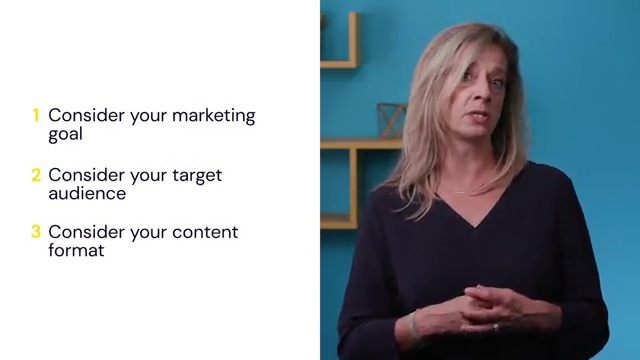 1 Consider your marketing
goal
2 Consider your target
audience
3 Consider your content
format